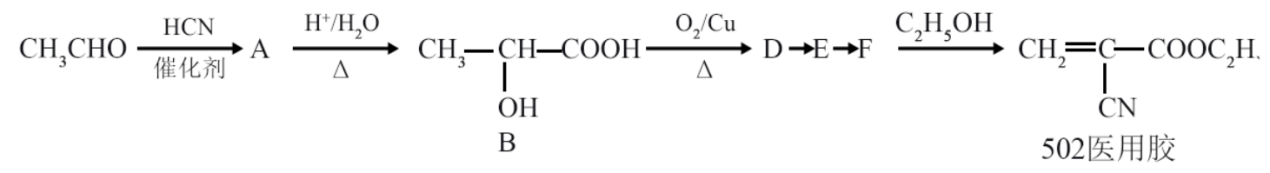 HCN H⁺/H₂O O₂/Cu C₂H₅OH
CH₃CHO A CH₃—CH—COOH D E F CH₂=C—COOC₂H
催化剂 Δ Δ
OH CN
B
502医用胶